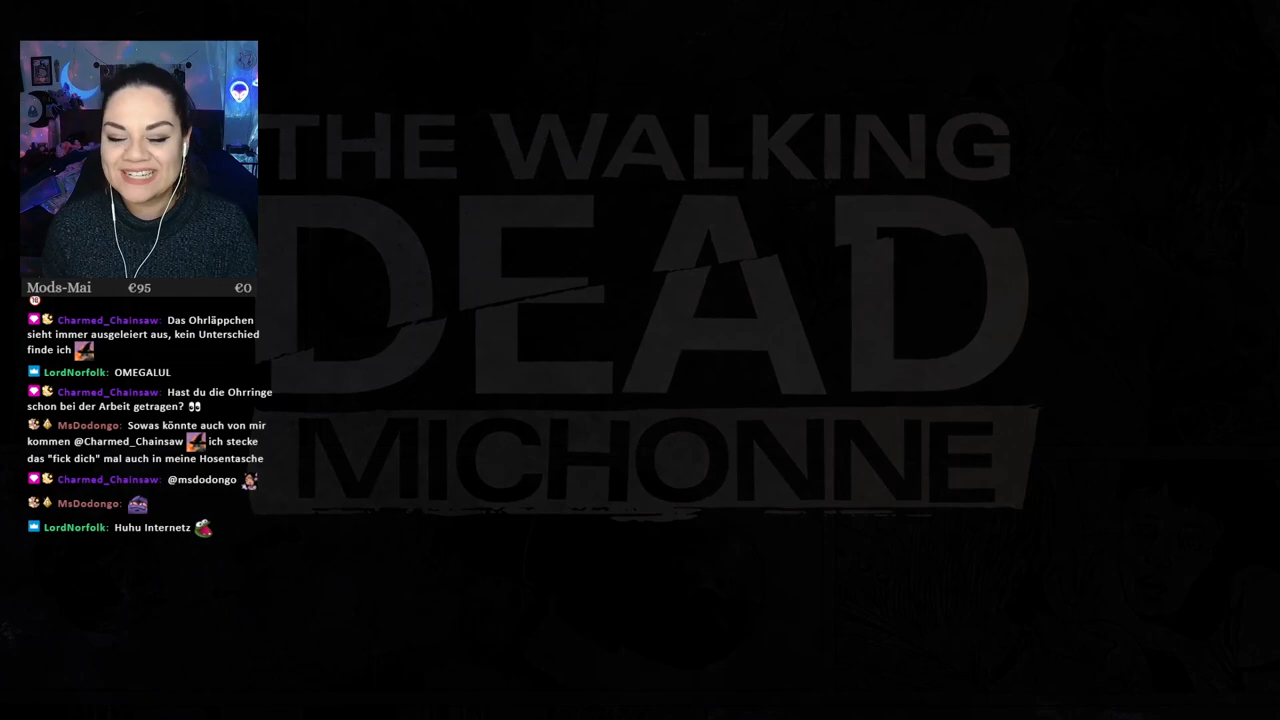 THE WALKING
DEAD
MICHONNE
Mods-Mai €95 €0
Charmed_Chainsaw: Das Ohrläppchen
sieht immer ausgeleiert aus, kein Unterschied
finde ich
LordNorfolk: OMEGALUL
Charmed_Chainsaw: Hast du die Ohrringe
schon bei der Arbeit getragen? 👀
MsDodongo: Sowas könnte auch von mir
kommen @Charmed_Chainsaw ich stecke
das "fick dich" mal auch in meine Hosentasche
Charmed_Chainsaw: @msdodongo
MsDodongo:
LordNorfolk: Huhu Internetz